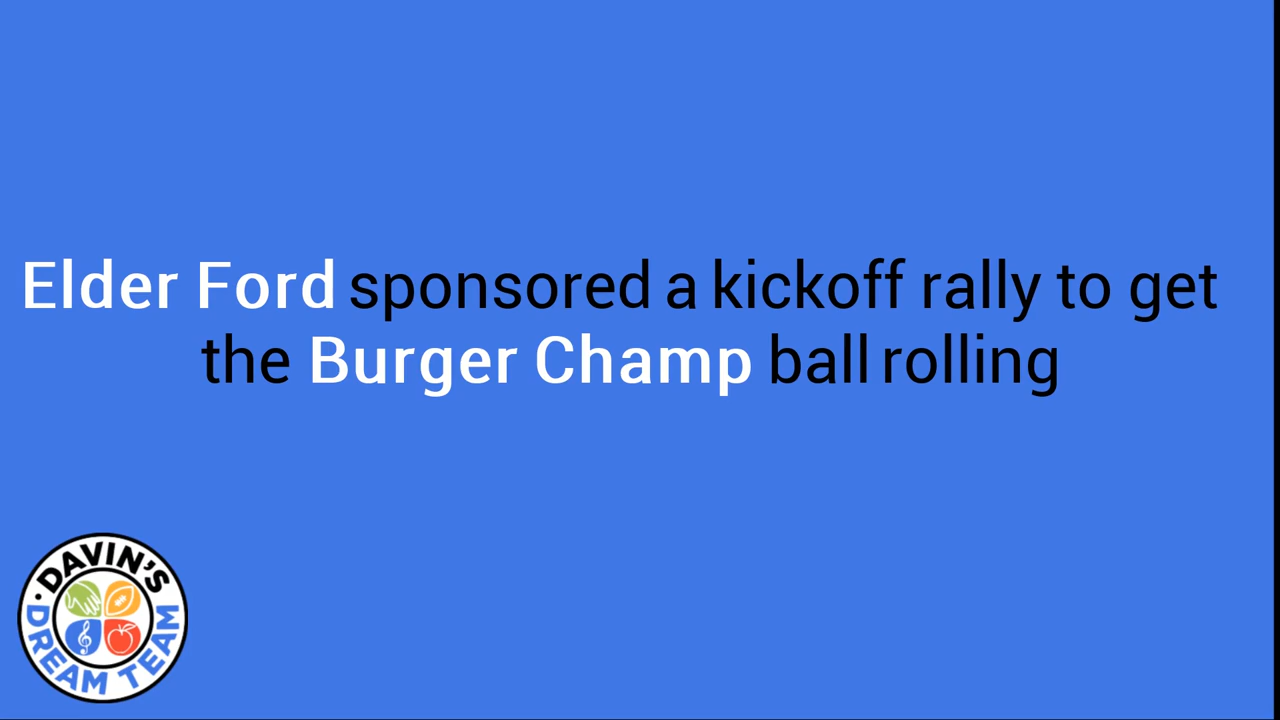 Elder Ford sponsored a kickoff rally to get
the Burger Champ ball rolling
DAVIN'S
DREAM TEAM